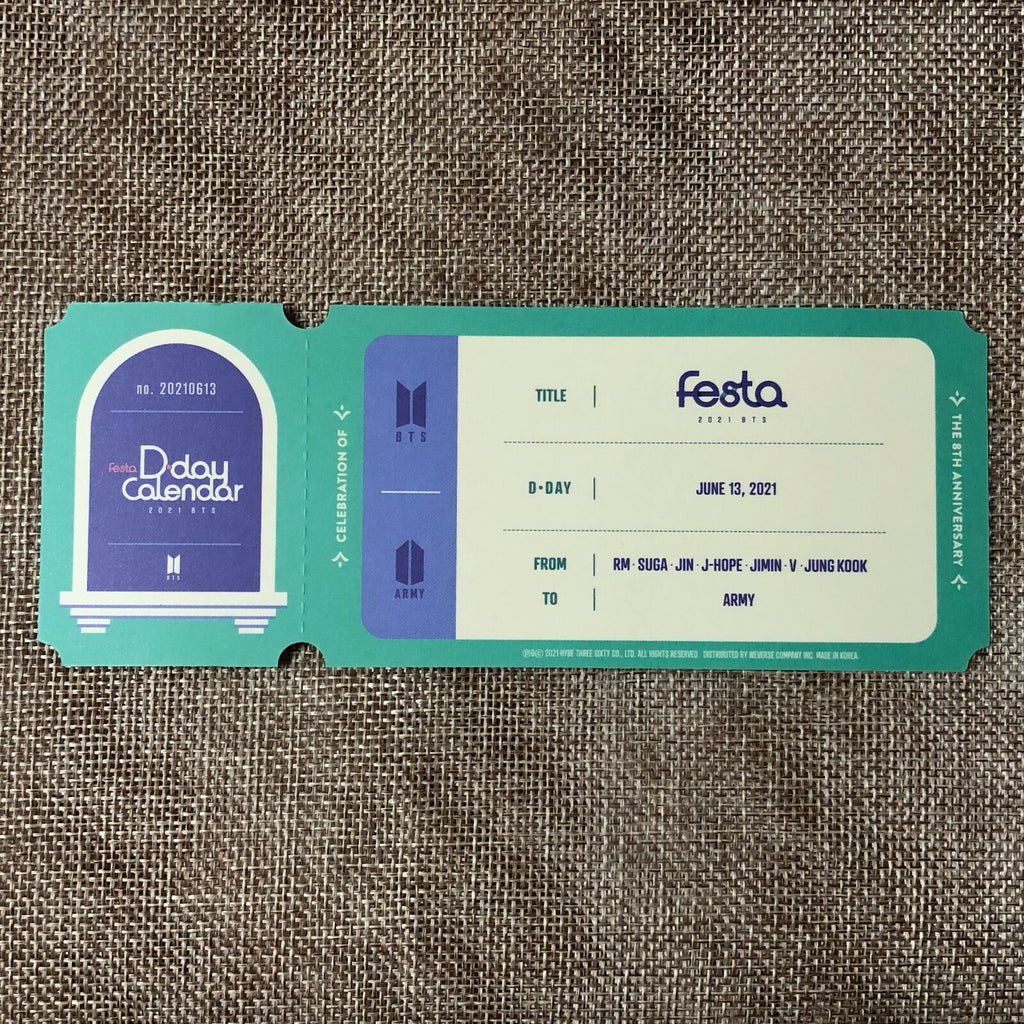 no. 20210613
Festa D-day
Calendar
2021 BTS
BTS
CELEBRATION OF
BTS
ARMY
TITLE
Festa
2021 BTS
D•DAY
JUNE 13, 2021
FROM
RM · SUGA · JIN · J-HOPE · JIMIN · V · JUNG KOOK
TO
ARMY
THE 8TH ANNIVERSARY
Ⓟ&ⓒ 2021 HYBE THREE SIXTY CO., LTD. ALL RIGHTS RESERVED. DISTRIBUTED BY WEVERSE COMPANY INC. MADE IN KOREA.